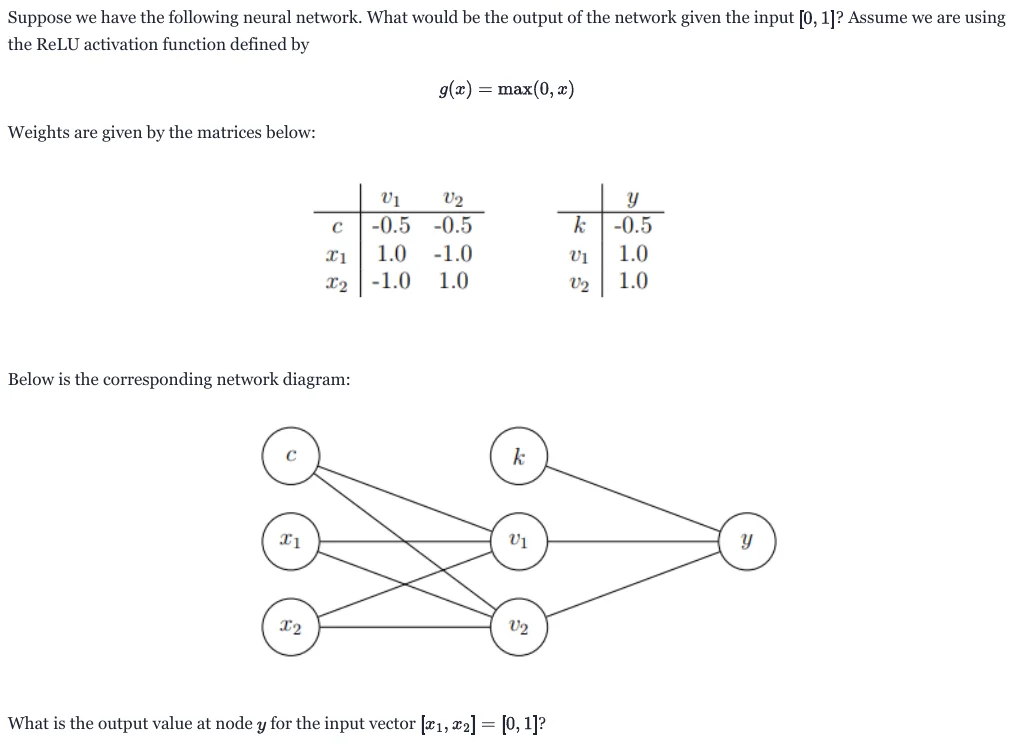 Suppose we have the following neural network. What would be the output of the network given the input [0, 1]? Assume we are using
the ReLU activation function defined by
g(x) = max(0, x)
Weights are given by the matrices below:
v₁ v₂
c -0.5 -0.5
x₁ 1.0 -1.0
x₂ -1.0 1.0
y
k -0.5
v₁ 1.0
v₂ 1.0
Below is the corresponding network diagram:
c
k
x₁
v₁
y
x₂
v₂
What is the output value at node y for the input vector [x₁, x₂] = [0, 1]?